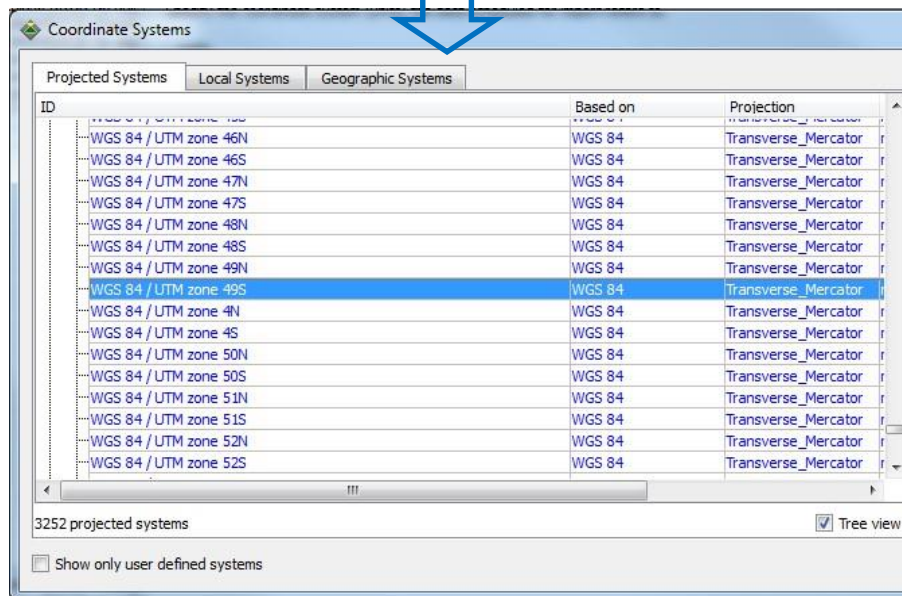 Coordinate Systems
Projected Systems Local Systems Geographic Systems
ID Based on Projection
WGS 84 / UTM zone 46N WGS 84 Transverse_Mercator
WGS 84 / UTM zone 46S WGS 84 Transverse_Mercator
WGS 84 / UTM zone 47N WGS 84 Transverse_Mercator
WGS 84 / UTM zone 47S WGS 84 Transverse_Mercator
WGS 84 / UTM zone 48N WGS 84 Transverse_Mercator
WGS 84 / UTM zone 48S WGS 84 Transverse_Mercator
WGS 84 / UTM zone 49N WGS 84 Transverse_Mercator
WGS 84 / UTM zone 49S WGS 84 Transverse_Mercator
WGS 84 / UTM zone 4N WGS 84 Transverse_Mercator
WGS 84 / UTM zone 4S WGS 84 Transverse_Mercator
WGS 84 / UTM zone 50N WGS 84 Transverse_Mercator
WGS 84 / UTM zone 50S WGS 84 Transverse_Mercator
WGS 84 / UTM zone 51N WGS 84 Transverse_Mercator
WGS 84 / UTM zone 51S WGS 84 Transverse_Mercator
WGS 84 / UTM zone 52N WGS 84 Transverse_Mercator
WGS 84 / UTM zone 52S WGS 84 Transverse_Mercator
3252 projected systems Tree view
Show only user defined systems